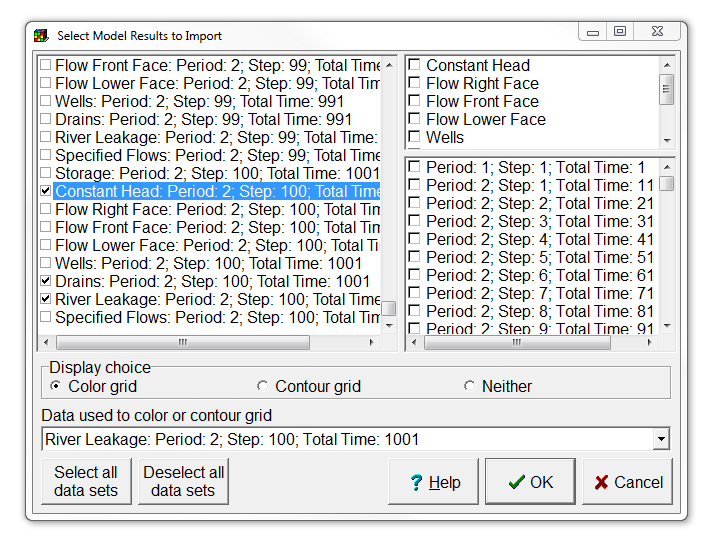 Select Model Results to Import
Flow Front Face: Period: 2; Step: 99; Total Time
Flow Lower Face: Period: 2; Step: 99; Total Tim
Wells: Period: 2; Step: 99; Total Time: 991
Drains: Period: 2; Step: 99; Total Time: 991
River Leakage: Period: 2; Step: 99; Total Time:
Specified Flows: Period: 2; Step: 99; Total Time
Storage: Period: 2; Step: 100; Total Time: 1001
Constant Head: Period: 2; Step: 100; Total Time
Flow Right Face: Period: 2; Step: 100; Total Tim
Flow Front Face: Period: 2; Step: 100; Total Tim
Flow Lower Face: Period: 2; Step: 100; Total Tim
Wells: Period: 2; Step: 100; Total Time: 1001
Drains: Period: 2; Step: 100; Total Time: 1001
River Leakage: Period: 2; Step: 100; Total Time
Specified Flows: Period: 2; Step: 100; Total Tim
Constant Head
Flow Right Face
Flow Front Face
Flow Lower Face
Wells
Period: 1; Step: 1; Total Time: 1
Period: 2; Step: 1; Total Time: 11
Period: 2; Step: 2; Total Time: 21
Period: 2; Step: 3; Total Time: 31
Period: 2; Step: 4; Total Time: 41
Period: 2; Step: 5; Total Time: 51
Period: 2; Step: 6; Total Time: 61
Period: 2; Step: 7; Total Time: 71
Period: 2; Step: 8; Total Time: 81
Period: 2; Step: 9; Total Time: 91
Display choice
Color grid
Contour grid
Neither
Data used to color or contour grid
River Leakage: Period: 2; Step: 100; Total Time: 1001
Select all
data sets
Deselect all
data sets
? Help
OK
Cancel